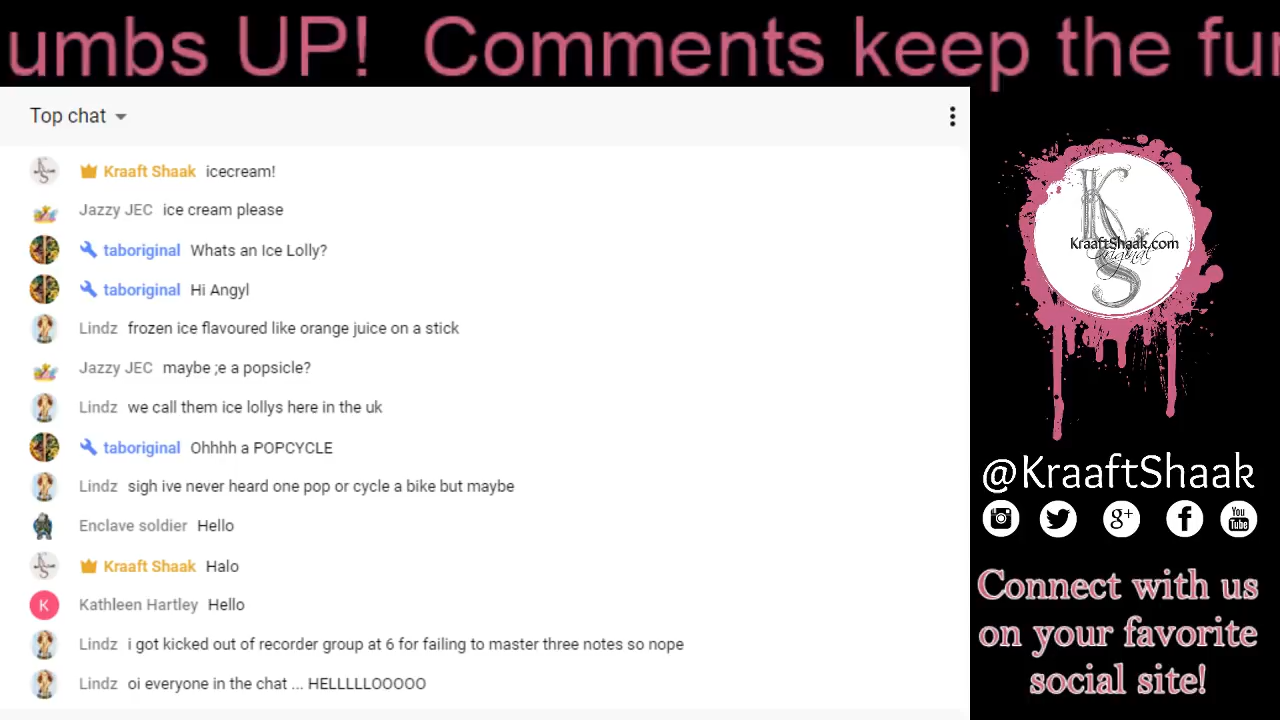 umbs UP! Comments keep the fun
Top chat
Kraaft Shaak icecream!
Jazzy JEC ice cream please
taboriginal Whats an Ice Lolly?
taboriginal Hi Angyl
Lindz frozen ice flavoured like orange juice on a stick
Jazzy JEC maybe ;e a popsicle?
Lindz we call them ice lollys here in the uk
taboriginal Ohhhh a POPCYCLE
Lindz sigh ive never heard one pop or cycle a bike but maybe
Enclave soldier Hello
Kraaft Shaak Halo
K Kathleen Hartley Hello
Lindz i got kicked out of recorder group at 6 for failing to master three notes so nope
Lindz oi everyone in the chat ... HELLLLLOOOOO
K
KraaftShaak.com
Original
S
@KraaftShaak
g+ f You Tube
Connect with us
on your favorite
social site!